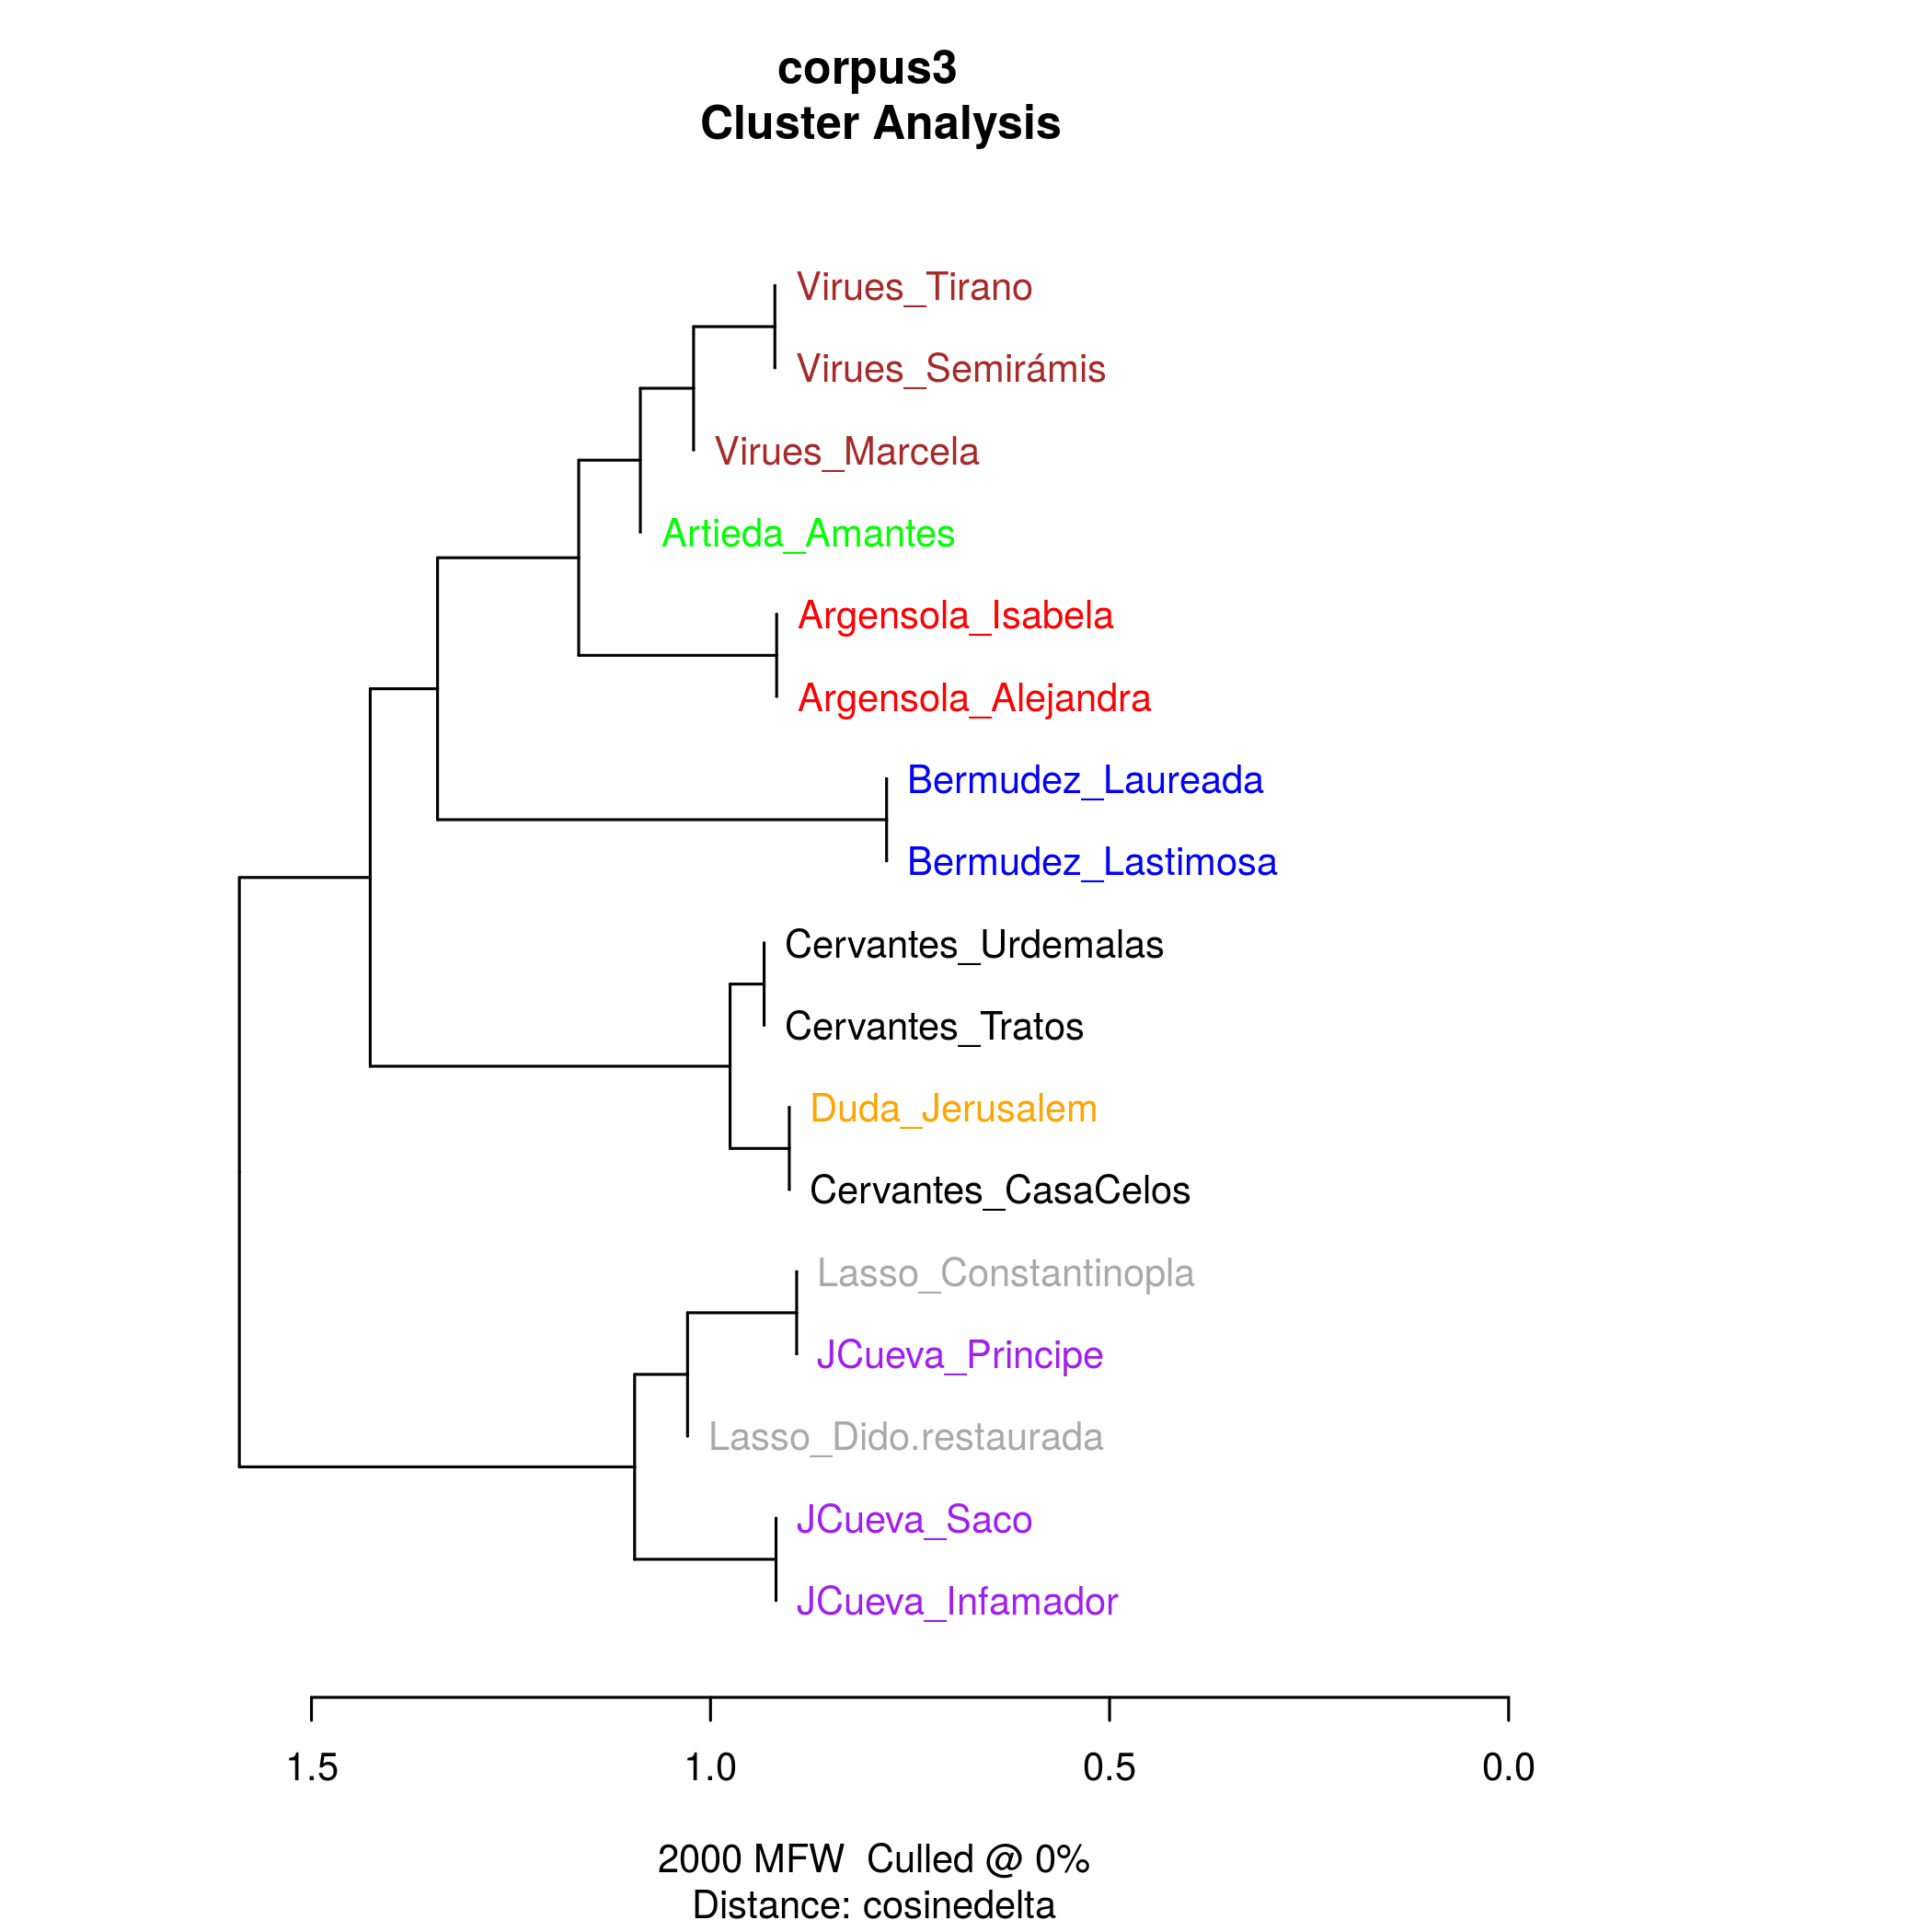 corpus3
Cluster Analysis
Virues_Tirano
Virues_Semirámis
Virues_Marcela
Artieda_Amantes
Argensola_Isabela
Argensola_Alejandra
Bermudez_Laureada
Bermudez_Lastimosa
Cervantes_Urdemalas
Cervantes_Tratos
Duda_Jerusalem
Cervantes_CasaCelos
Lasso_Constantinopla
JCueva_Principe
Lasso_Dido.restaurada
JCueva_Saco
JCueva_Infamador
1.5 1.0 0.5 0.0
2000 MFW  Culled @ 0%
Distance: cosinedelta